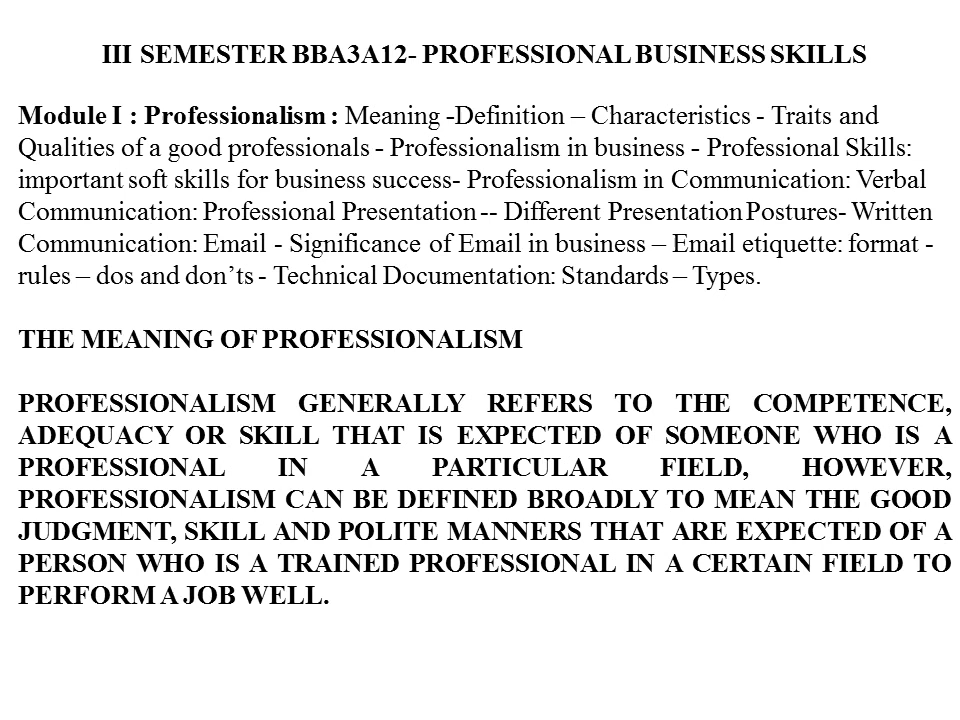 III SEMESTER BBA3A12- PROFESSIONAL BUSINESS SKILLS
Module I : Professionalism : Meaning -Definition – Characteristics - Traits and
Qualities of a good professionals - Professionalism in business - Professional Skills:
important soft skills for business success- Professionalism in Communication: Verbal
Communication: Professional Presentation -- Different Presentation Postures- Written
Communication: Email - Significance of Email in business – Email etiquette: format -
rules – dos and don’ts - Technical Documentation: Standards – Types.
THE MEANING OF PROFESSIONALISM
PROFESSIONALISM GENERALLY REFERS TO THE COMPETENCE,
ADEQUACY OR SKILL THAT IS EXPECTED OF SOMEONE WHO IS A
PROFESSIONAL IN A PARTICULAR FIELD, HOWEVER,
PROFESSIONALISM CAN BE DEFINED BROADLY TO MEAN THE GOOD
JUDGMENT, SKILL AND POLITE MANNERS THAT ARE EXPECTED OF A
PERSON WHO IS A TRAINED PROFESSIONAL IN A CERTAIN FIELD TO
PERFORM A JOB WELL.